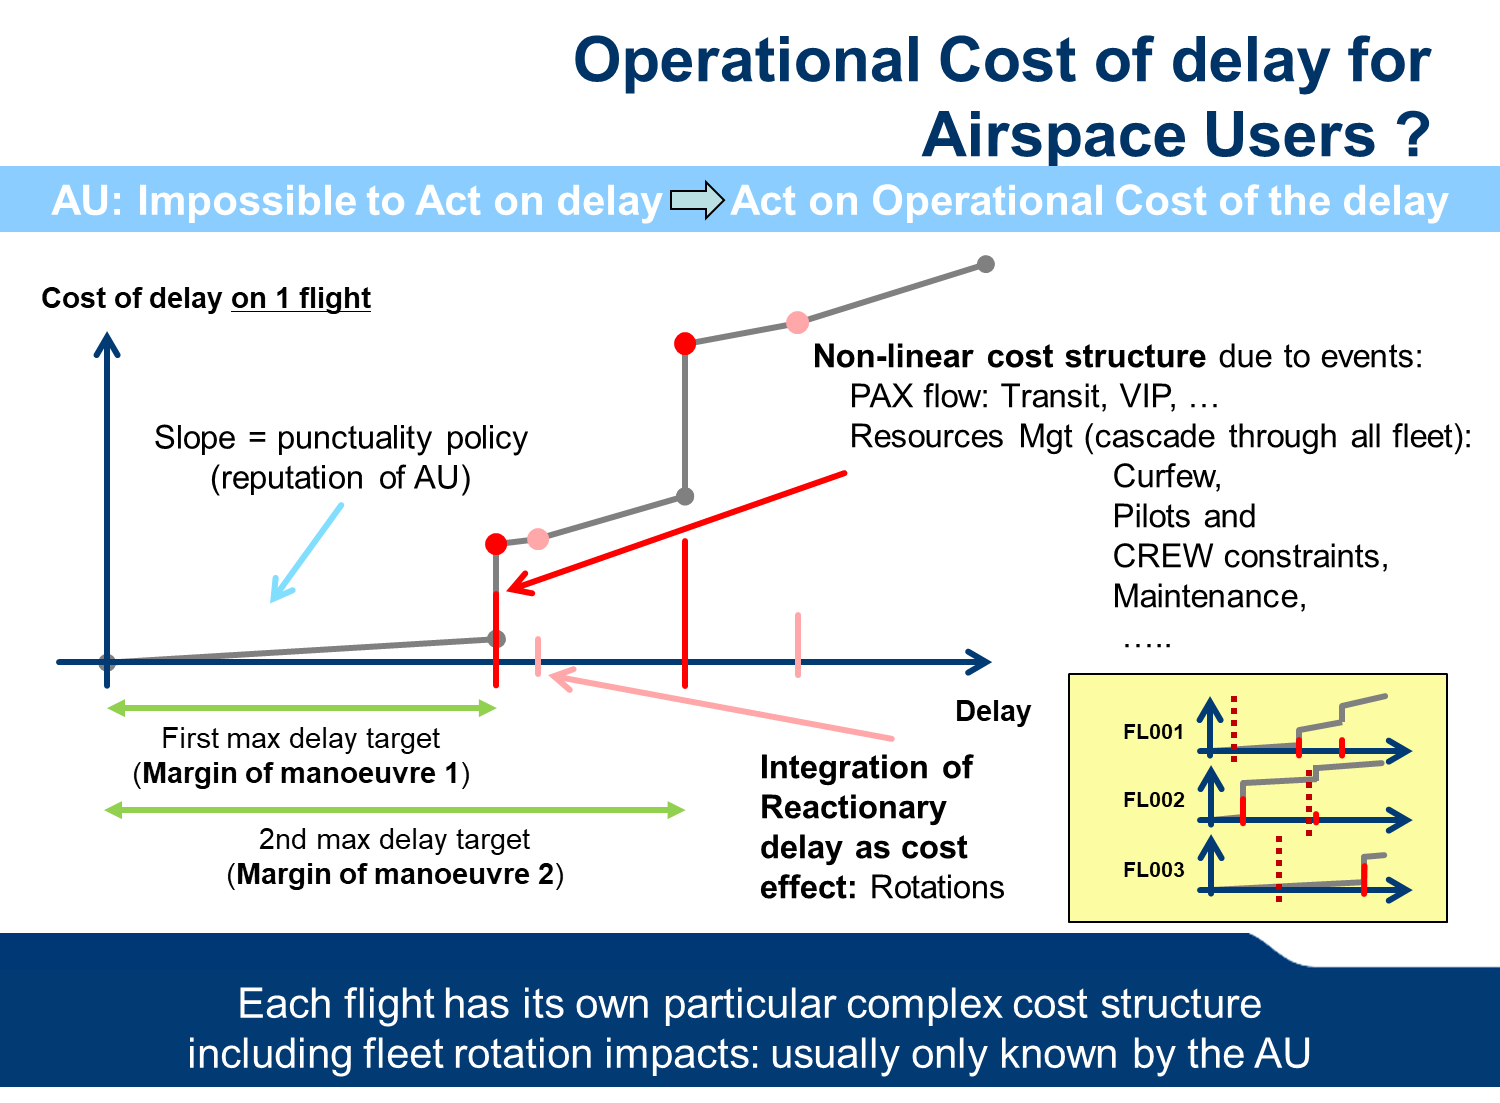 Operational Cost of delay for
Airspace Users ?
AU: Impossible to Act on delay Act on Operational Cost of the delay
Cost of delay on 1 flight
Slope = punctuality policy
(reputation of AU)
Non-linear cost structure due to events:
PAX flow: Transit, VIP, …
Resources Mgt (cascade through all fleet):
Curfew,
Pilots and
CREW constraints,
Maintenance,
…..
Delay
First max delay target
(Margin of manoeuvre 1)
2nd max delay target
(Margin of manoeuvre 2)
Integration of
Reactionary
delay as cost
effect: Rotations
FL001
FL002
FL003
Each flight has its own particular complex cost structure
including fleet rotation impacts: usually only known by the AU